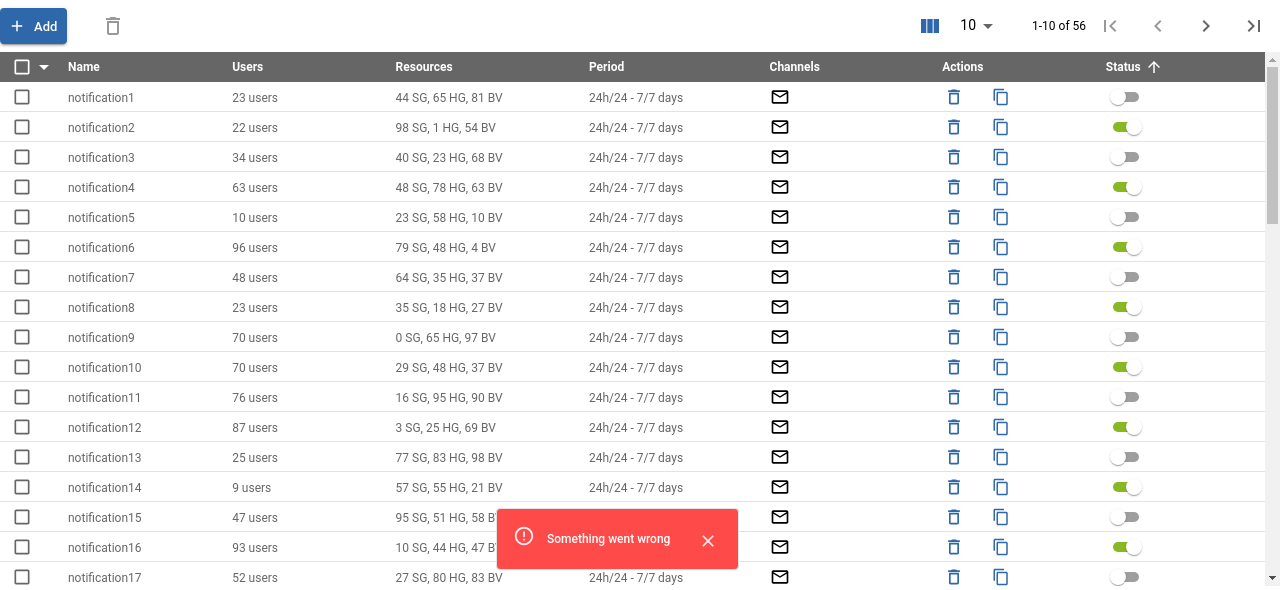 Add 10 1-10 of 56
Name Users Resources Period Channels Actions Status
notification1 23 users 44 SG, 65 HG, 81 BV 24h/24 - 7/7 days
notification2 22 users 98 SG, 1 HG, 54 BV 24h/24 - 7/7 days
notification3 34 users 40 SG, 23 HG, 68 BV 24h/24 - 7/7 days
notification4 63 users 48 SG, 78 HG, 63 BV 24h/24 - 7/7 days
notification5 10 users 23 SG, 58 HG, 10 BV 24h/24 - 7/7 days
notification6 96 users 79 SG, 48 HG, 4 BV 24h/24 - 7/7 days
notification7 48 users 64 SG, 35 HG, 37 BV 24h/24 - 7/7 days
notification8 23 users 35 SG, 18 HG, 27 BV 24h/24 - 7/7 days
notification9 70 users 0 SG, 65 HG, 97 BV 24h/24 - 7/7 days
notification10 70 users 29 SG, 48 HG, 37 BV 24h/24 - 7/7 days
notification11 76 users 16 SG, 95 HG, 90 BV 24h/24 - 7/7 days
notification12 87 users 3 SG, 25 HG, 69 BV 24h/24 - 7/7 days
notification13 25 users 77 SG, 83 HG, 98 BV 24h/24 - 7/7 days
notification14 9 users 57 SG, 55 HG, 21 BV 24h/24 - 7/7 days
notification15 47 users 95 SG, 51 HG, 58
Something went wrong
notification16 93 users 10 SG, 44 HG, 47
notification17 52 users 27 SG, 80 HG, 83 BV 24h/24 - 7/7 days